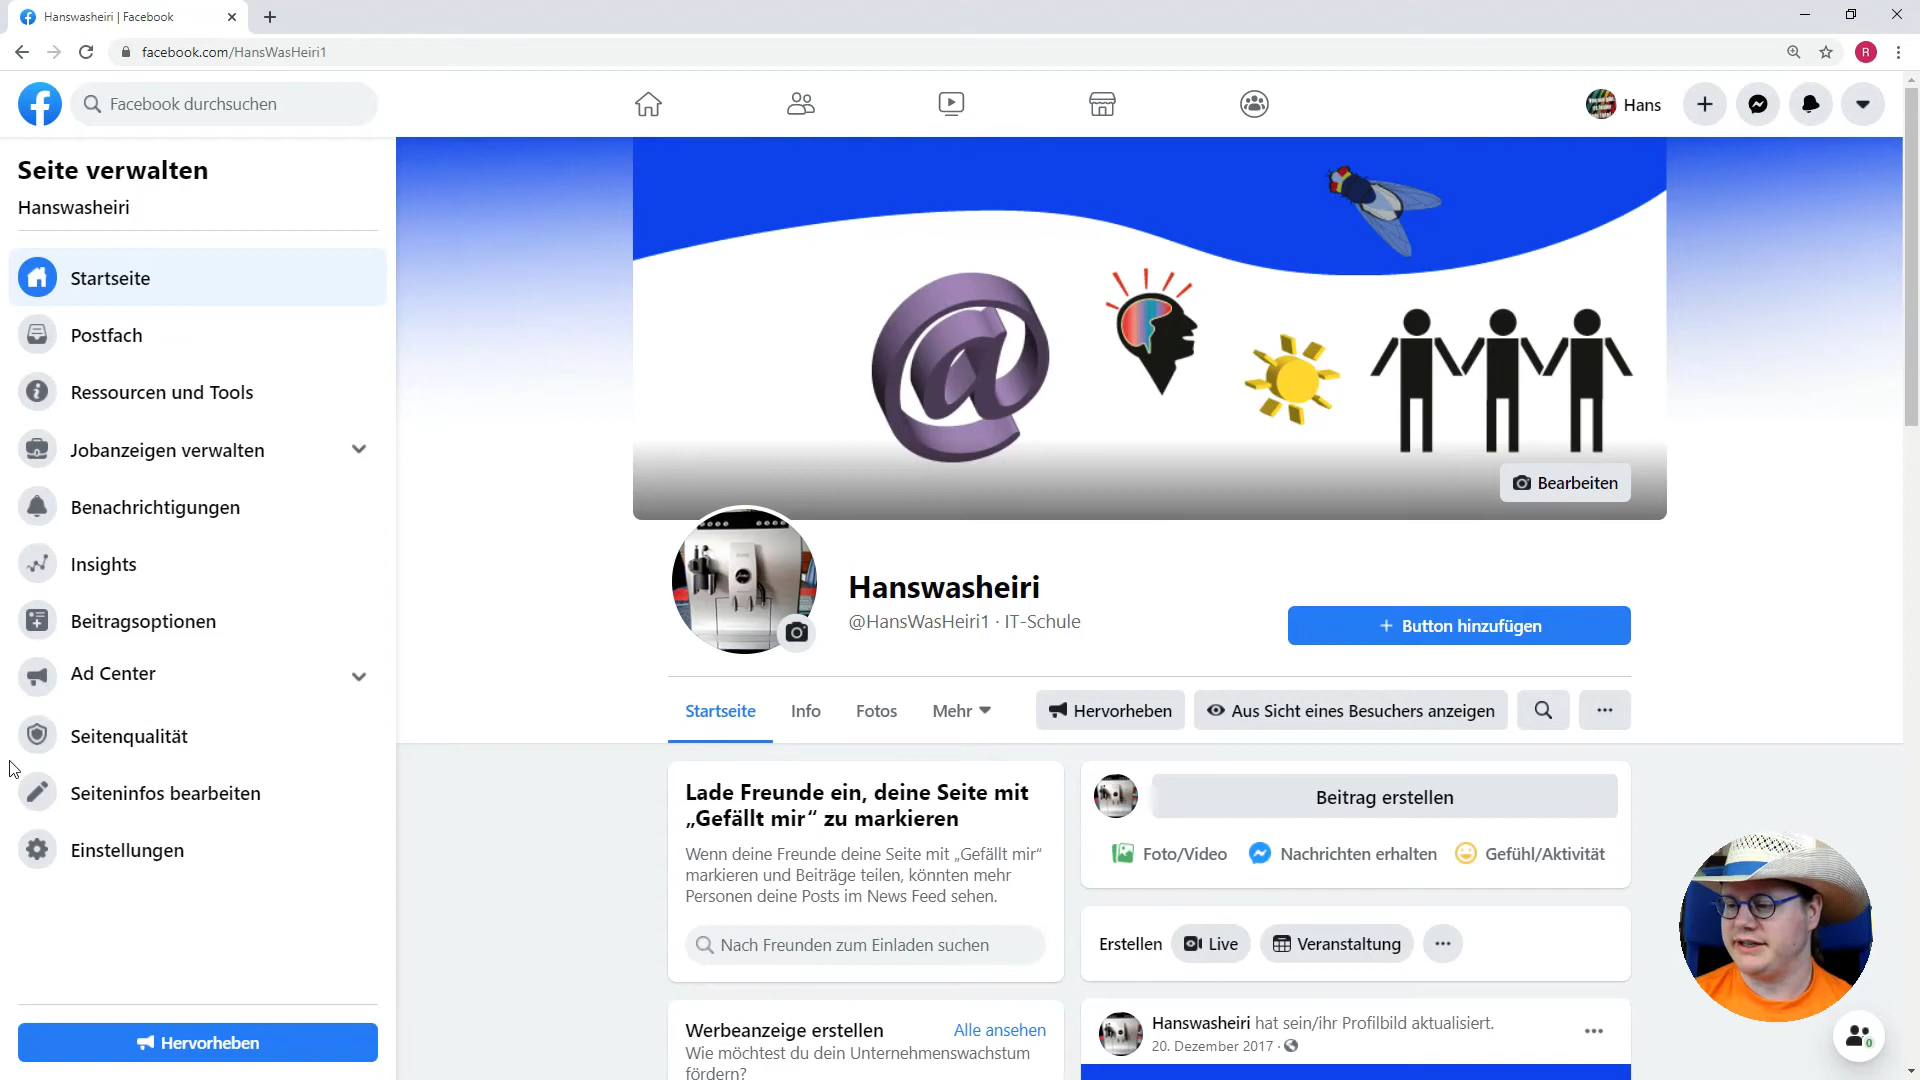 Hanswasheiri | Facebook
facebook.com/HansWasHeiri1
R
Facebook durchsuchen
Hans
Seite verwalten
Hanswasheiri
Startseite
Postfach
Ressourcen und Tools
Jobanzeigen verwalten
Benachrichtigungen
Insights
Beitragsoptionen
Ad Center
Seitenqualität
Seiteninfos bearbeiten
Einstellungen
Hervorheben
@
Bearbeiten
Hanswasheiri
@HansWasHeiri1 · IT-Schule
+ Button hinzufügen
Startseite
Info
Fotos
Mehr
Hervorheben
Aus Sicht eines Besuchers anzeigen
Lade Freunde ein, deine Seite mit
„Gefällt mir“ zu markieren
Wenn deine Freunde deine Seite mit „Gefällt mir“
markieren und Beiträge teilen, könnten mehr
Personen deine Posts im News Feed sehen.
Nach Freunden zum Einladen suchen
Werbeanzeige erstellen
Alle ansehen
Wie möchtest du dein Unternehmenswachstum
fördern?
Beitrag erstellen
Foto/Video
Nachrichten erhalten
Gefühl/Aktivität
Erstellen
Live
Veranstaltung
Hanswasheiri hat sein/ihr Profilbild aktualisiert.
20. Dezember 2017 ·
0